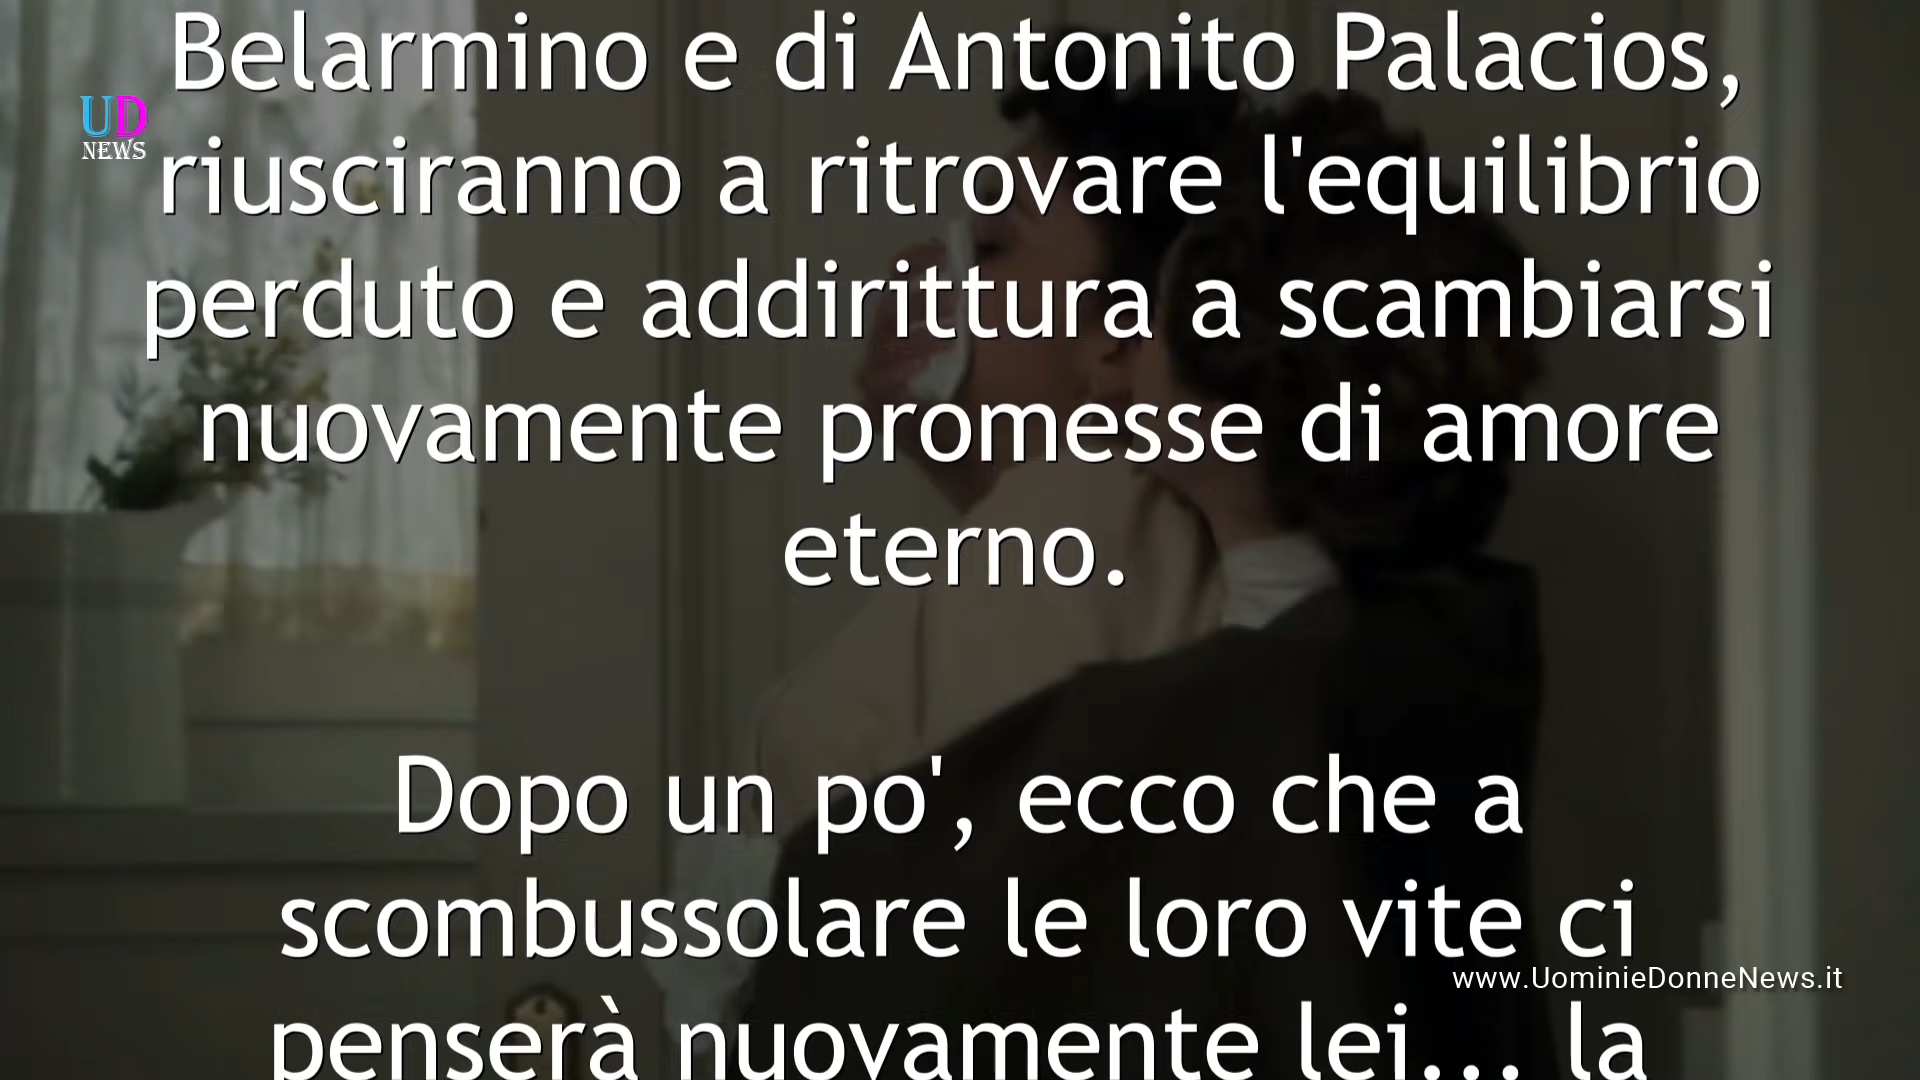 Belarmino e di Antonito Palacios,
UD
NEWS
riusciranno a ritrovare l'equilibrio
perduto e addirittura a scambiarsi
nuovamente promesse di amore
eterno.
Dopo un po', ecco che a
scombussolare le loro vite ci
www.UominieDonneNews.it
penserà nuovamente lei... la